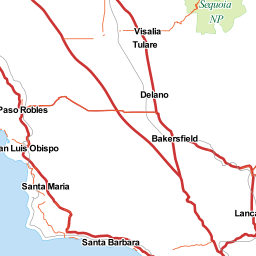 Sequoia
NP
Visalia
Tulare
Delano
Paso Robles
Bakersfield
an Luis Obispo
Santa Maria
Lanca
Santa Barbara